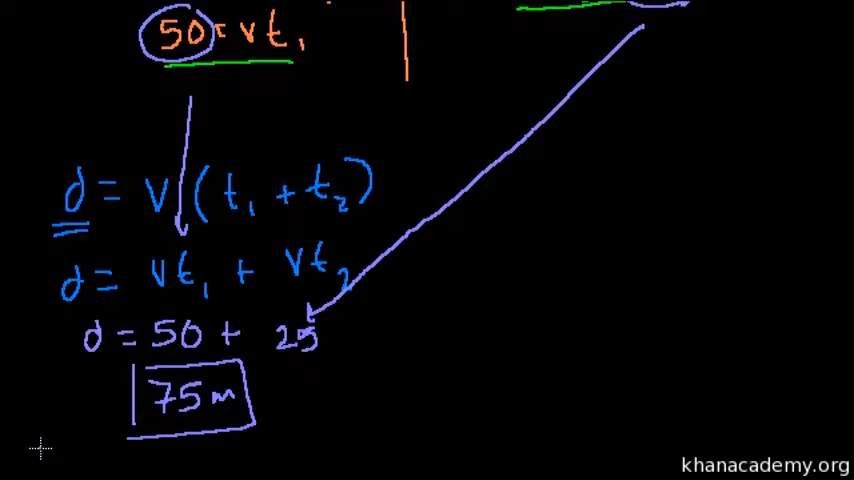 50 = vt₁
d = v(t₁ + t₂)
d = vt₁ + vt₂
d = 50 + 25
75m
khanacademy.org